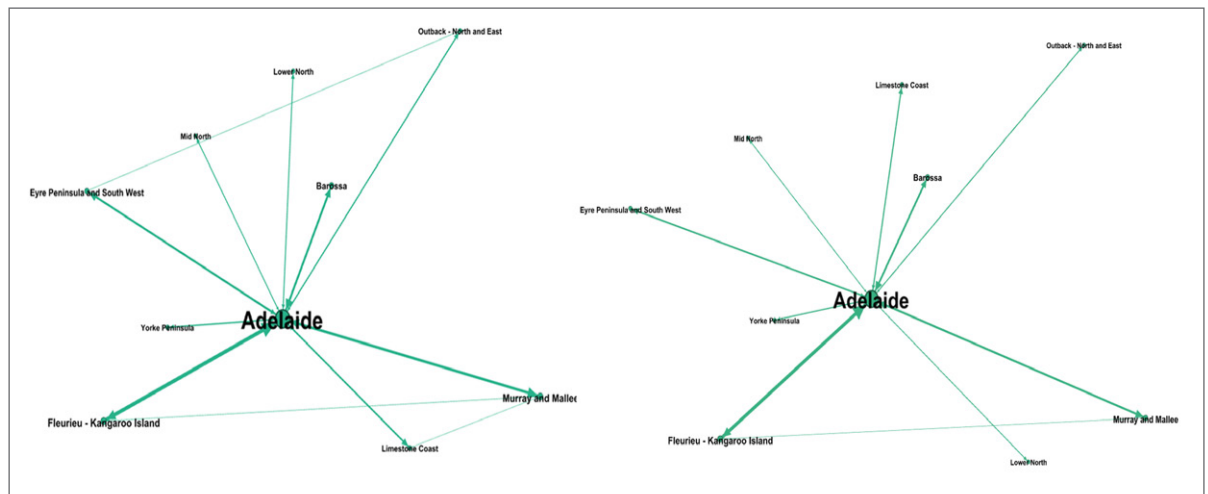 Outback - North and East
Lower North
Mid North
Eyre Peninsula and South West
Barossa
Yorke Peninsula
Adelaide
Murray and Mallee
Fleurieu - Kangaroo Island
Limestone Coast
Outback - North and East
Limestone Coast
Mid North
Barossa
Eyre Peninsula and South West
Adelaide
Yorke Peninsula
Murray and Mallee
Fleurieu - Kangaroo Island
Lower North